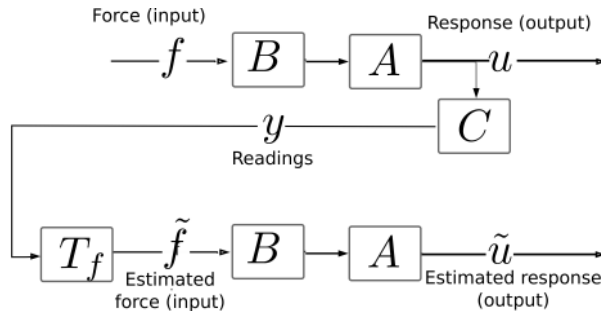 Force (input)
Response (output)
f
B
A
u
C
y
Readings
T_f
f̃
B
A
ũ
Estimated
force (input)
Estimated response
(output)